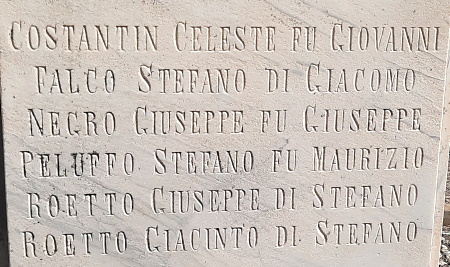 COSTANTIN CELESTE FU GIOVANNI
FALCO STEFANO DI GIACOMO
NEGRO GIUSEPPE FU GIUSEPPE
PELUFFO STEFANO FU MAURIZIO
ROETTO GIUSEPPE DI STEFANO
ROETTO GIACINTO DI STEFANO